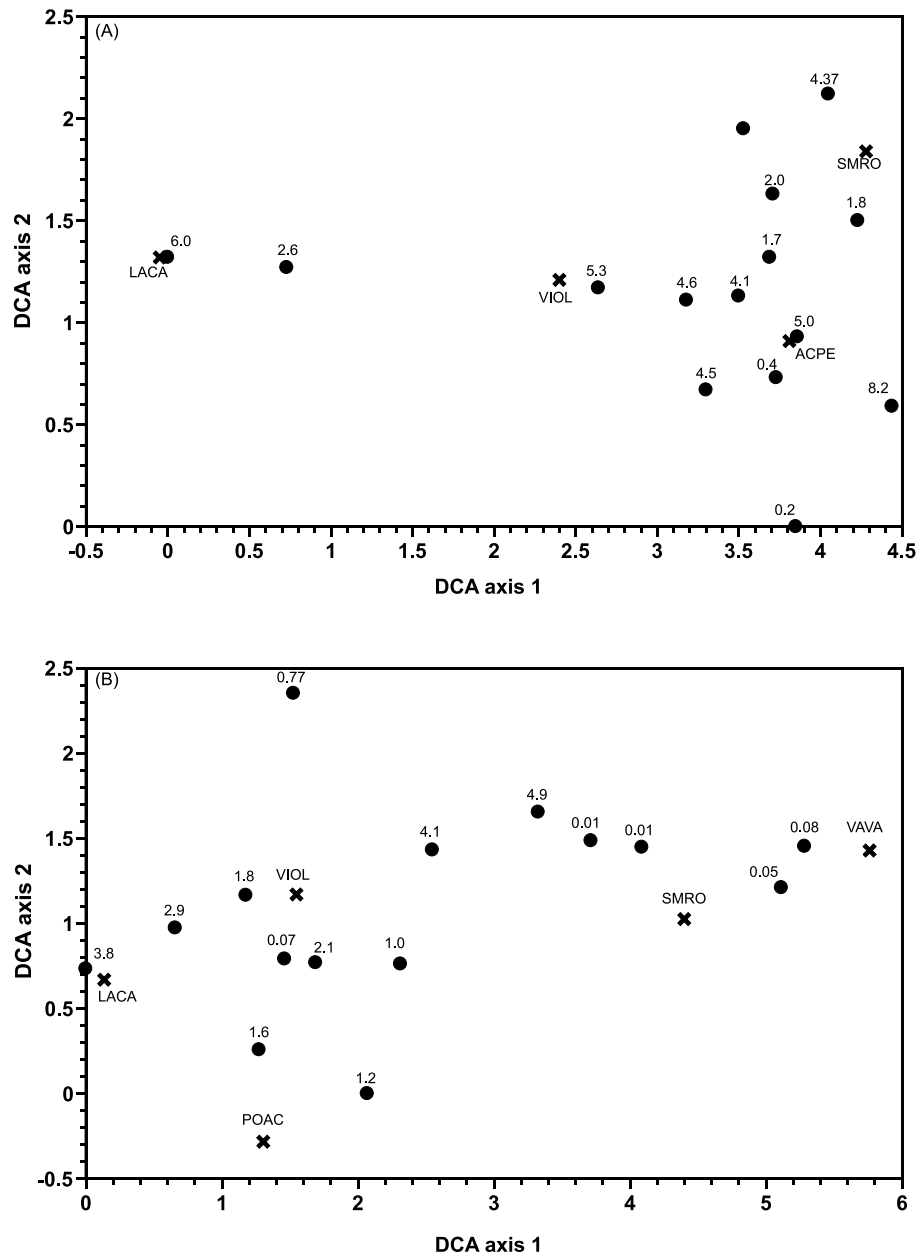 2.5
(A)
4.37
2
SMRO
2.0
1.8
1.5
6.0
2.6
1.7
LACA
5.3
4.6
4.1
VIOL
1
5.0
ACPE
4.5
0.4
8.2
0.5
0.2
0
-0.5 0 0.5 1 1.5 2 2.5 3 3.5 4 4.5
DCA axis 2
DCA axis 1
2.5
(B)
0.77
2
4.9
4.1
0.01
0.01
0.08
VAVA
1.5
1.8
VIOL
0.05
2.9
SMRO
1
0.07
2.1
1.0
3.8
LACA
0.5
1.6
1.2
0
POAC
-0.5
0 1 2 3 4 5 6
DCA axis 2
DCA axis 1